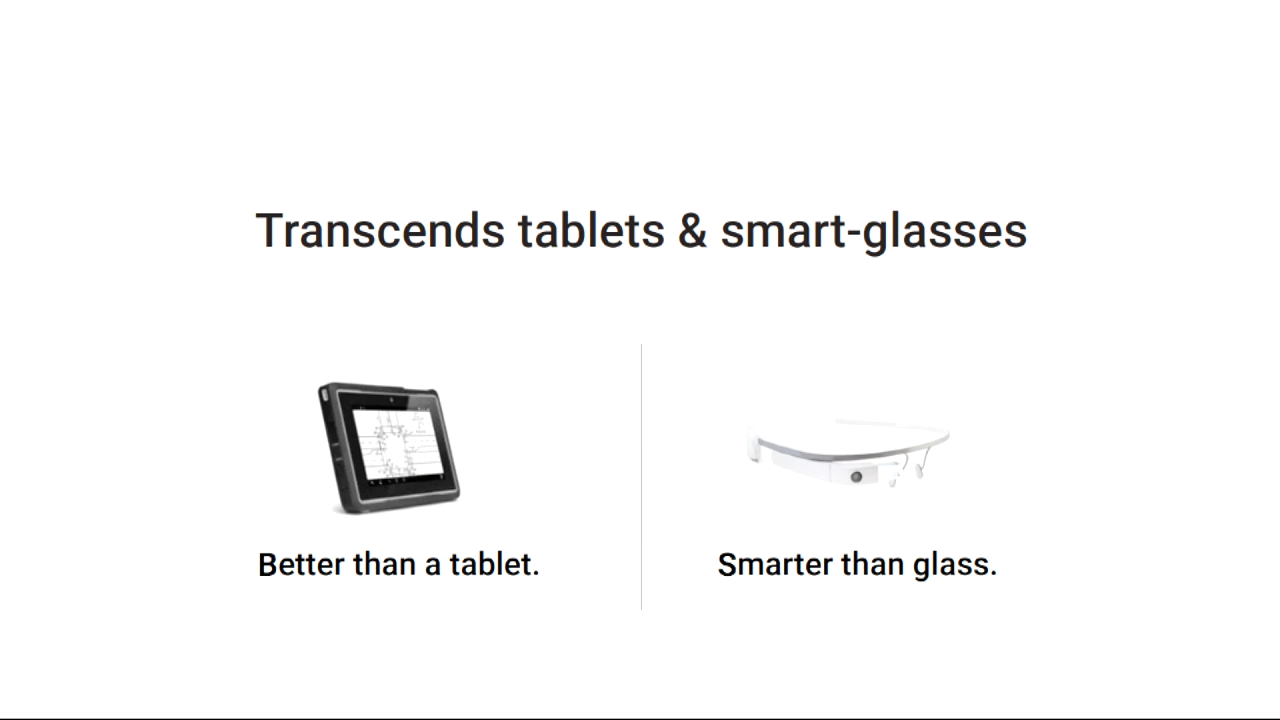 Transcends tablets & smart-glasses
Better than a tablet.
Smarter than glass.